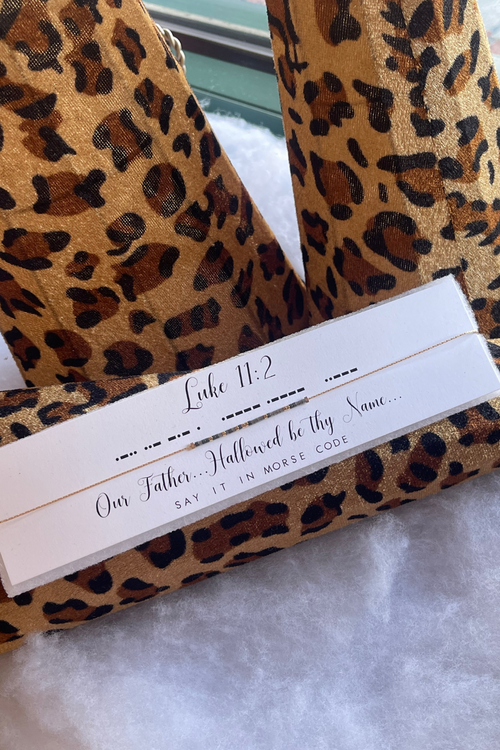 Luke 11:2
Our Father...Hallowed be thy Name...
SAY IT IN MORSE CODE